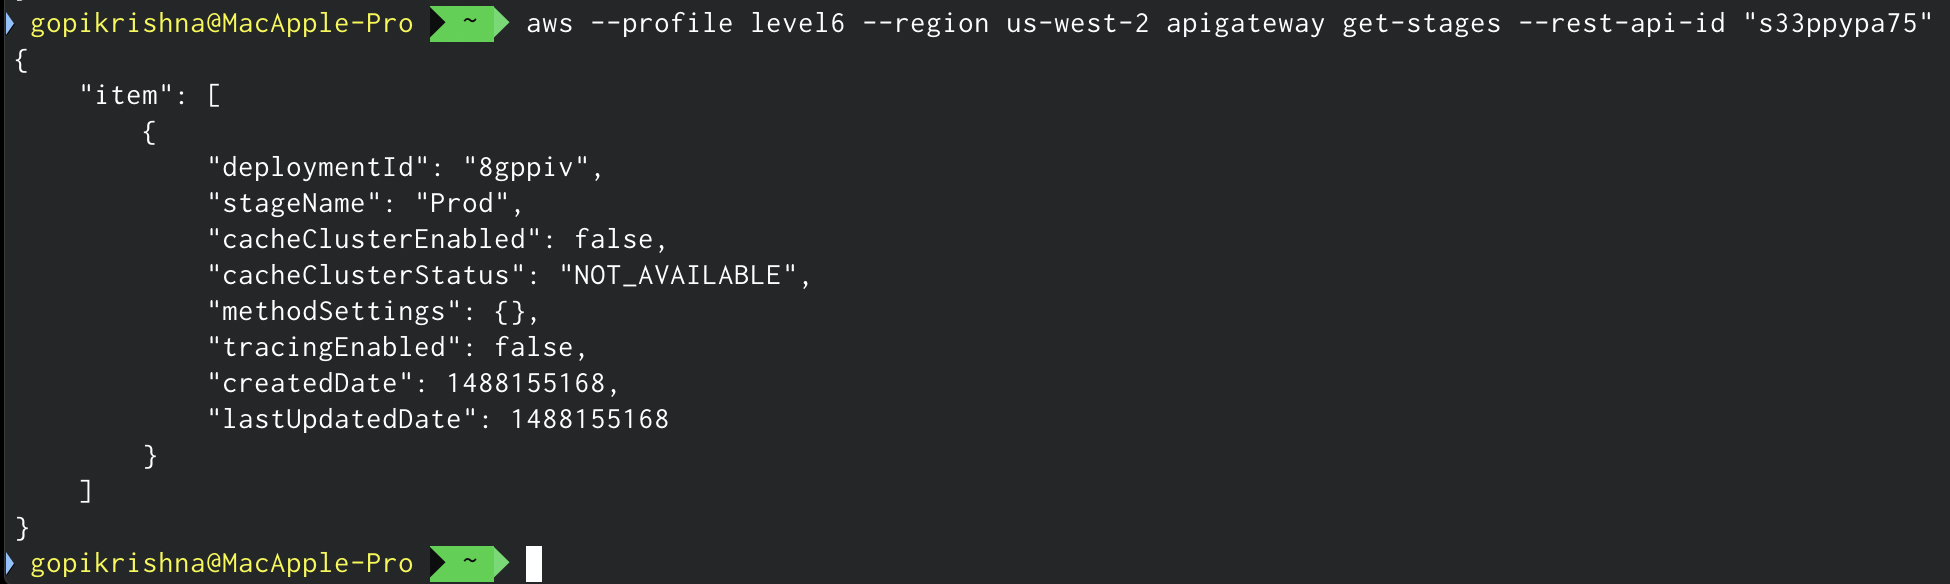 gopikrishna@MacApple-Pro ~ aws --profile level6 --region us-west-2 apigateway get-stages --rest-api-id "s33ppypa75"
{
    "item": [
        {
            "deploymentId": "8gppiv",
            "stageName": "Prod",
            "cacheClusterEnabled": false,
            "cacheClusterStatus": "NOT_AVAILABLE",
            "methodSettings": {},
            "tracingEnabled": false,
            "createdDate": 1488155168,
            "lastUpdatedDate": 1488155168
        }
    ]
}
gopikrishna@MacApple-Pro ~